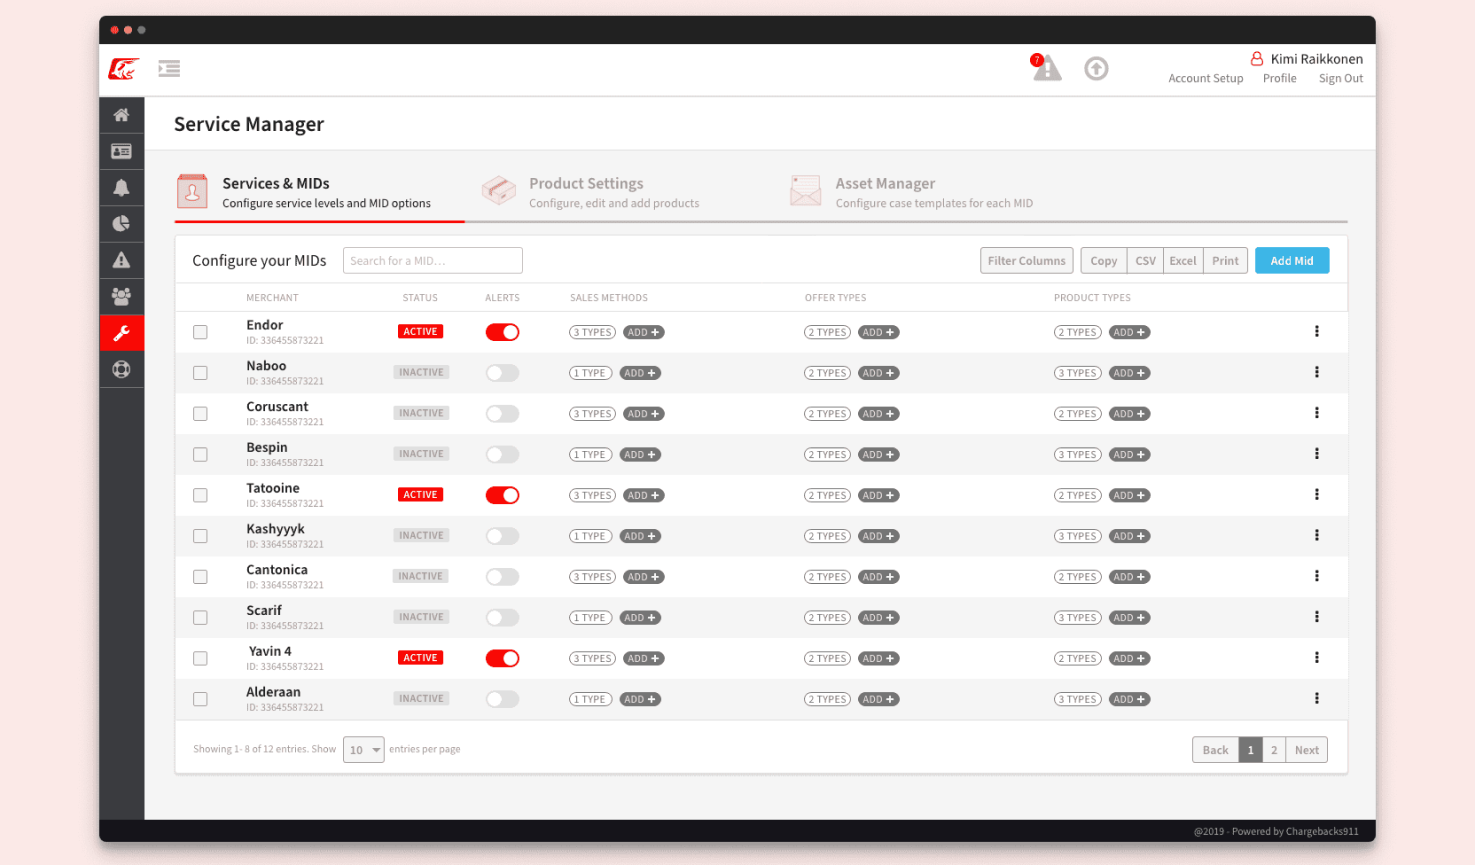 7
Kimi Raikkonen
Account Setup Profile Sign Out
Service Manager
Services & MIDs
Configure service levels and MID options
Product Settings
Configure, edit and add products
Asset Manager
Configure case templates for each MID
Configure your MIDs Search for a MID... Filter Columns Copy CSV Excel Print Add Mid
MERCHANT STATUS ALERTS SALES METHODS OFFER TYPES PRODUCT TYPES
Endor ACTIVE 3 TYPES ADD + 2 TYPES ADD + 2 TYPES ADD +
ID: 336455873221
Naboo INACTIVE 1 TYPE ADD + 2 TYPES ADD + 3 TYPES ADD +
ID: 336455873221
Coruscant INACTIVE 3 TYPES ADD + 2 TYPES ADD + 2 TYPES ADD +
ID: 336455873221
Bespin INACTIVE 1 TYPE ADD + 2 TYPES ADD + 3 TYPES ADD +
ID: 336455873221
Tatooine ACTIVE 3 TYPES ADD + 2 TYPES ADD + 2 TYPES ADD +
ID: 336455873221
Kashyyyk INACTIVE 1 TYPE ADD + 2 TYPES ADD + 3 TYPES ADD +
ID: 336455873221
Cantonica INACTIVE 3 TYPES ADD + 2 TYPES ADD + 2 TYPES ADD +
ID: 336455873221
Scarif INACTIVE 1 TYPE ADD + 2 TYPES ADD + 3 TYPES ADD +
ID: 336455873221
Yavin 4 ACTIVE 3 TYPES ADD + 2 TYPES ADD + 2 TYPES ADD +
ID: 336455873221
Alderaan INACTIVE 1 TYPE ADD + 2 TYPES ADD + 3 TYPES ADD +
ID: 336455873221
Showing 1- 8 of 12 entries. Show 10 entries per page Back 1 2 Next
@2019 - Powered by Chargebacks911